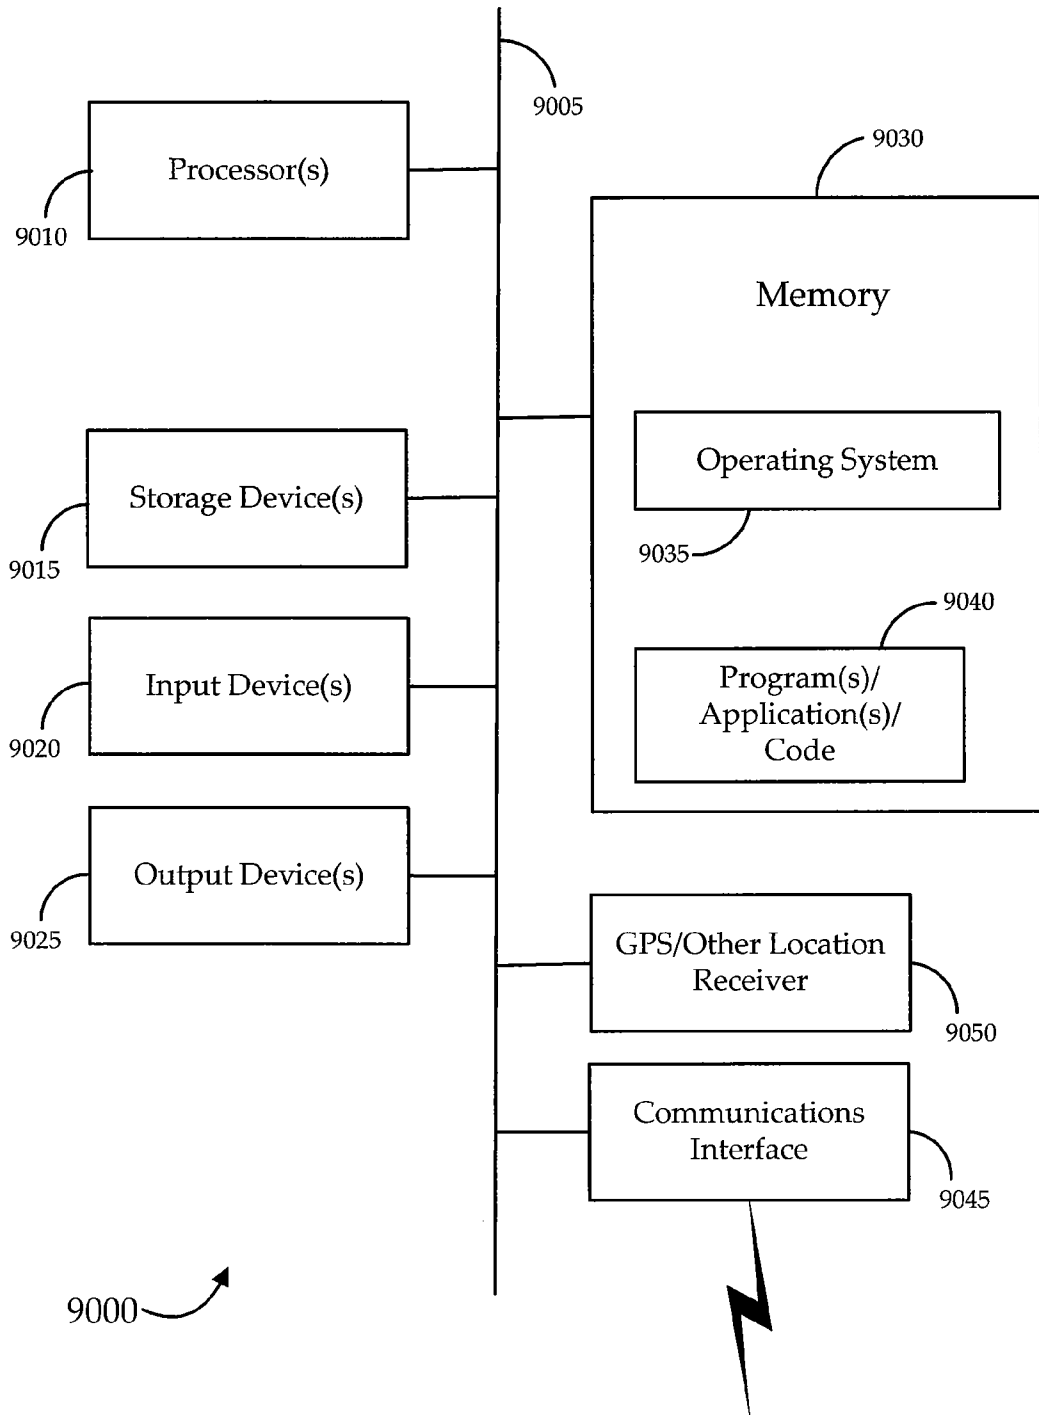 9005
Processor(s)
9010
9030
Memory
Storage Device(s)
9015
Operating System
9035
Input Device(s)
9020
9040
Program(s)/
Application(s)/
Code
Output Device(s)
9025
GPS/Other Location
Receiver
9050
Communications
Interface
9045
9000